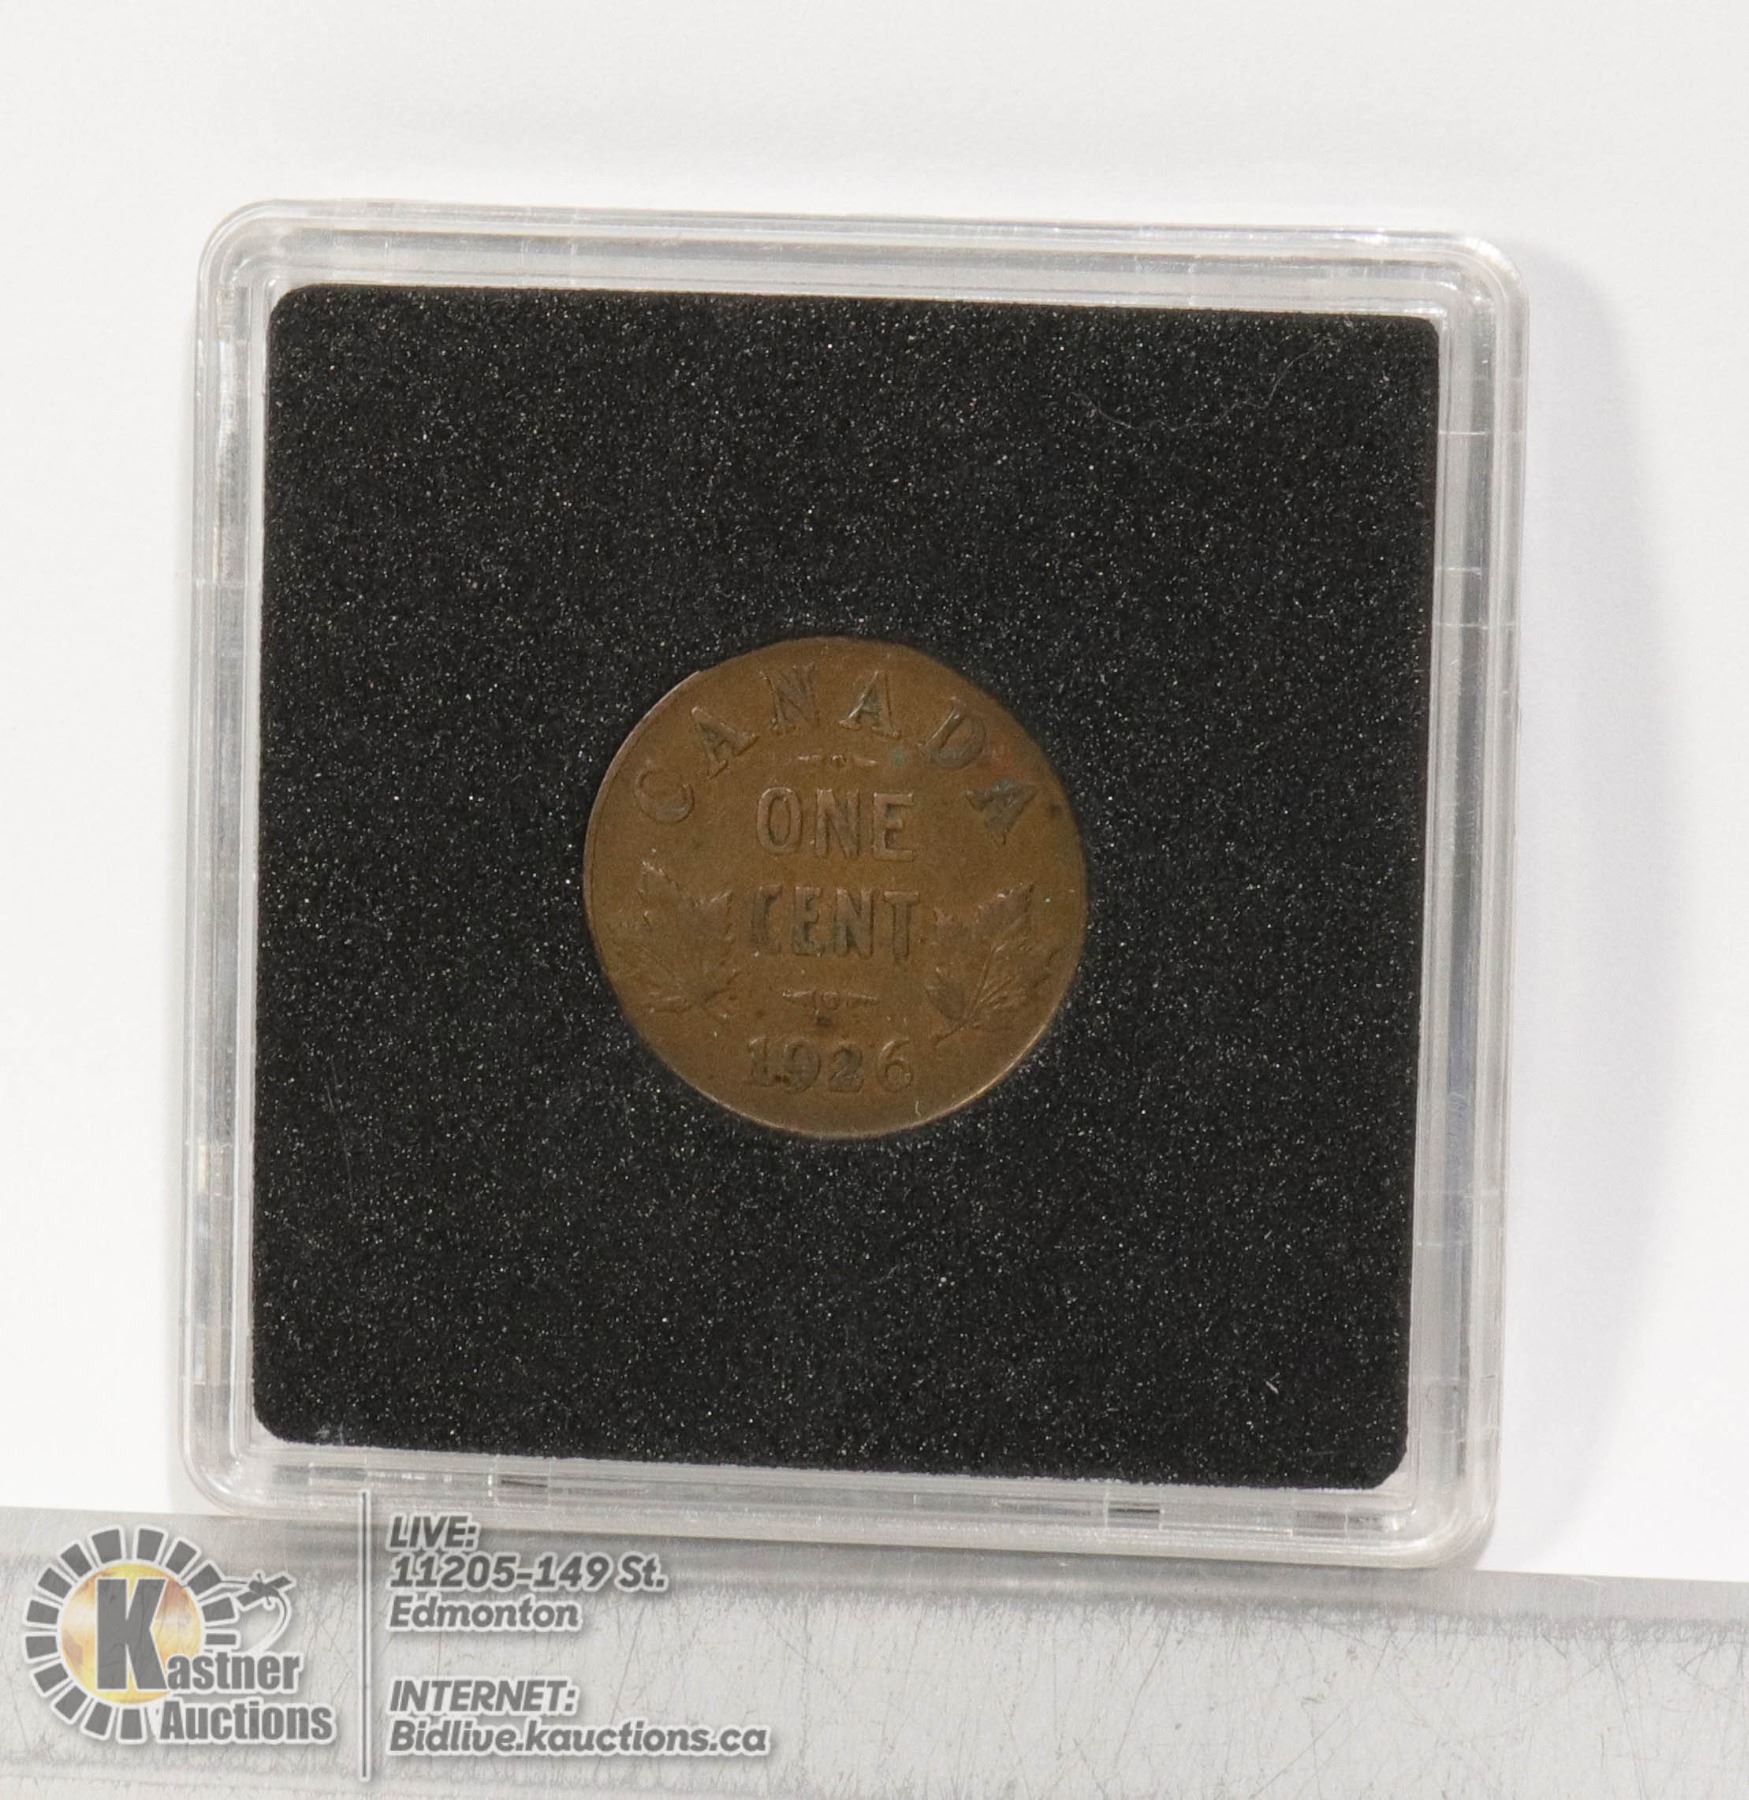 CANADA
ONE
CENT
1926
KASTNER
AUCTIONS
LIVE:
11205-149 St.
Edmonton
INTERNET:
Bidlive.kauctions.ca